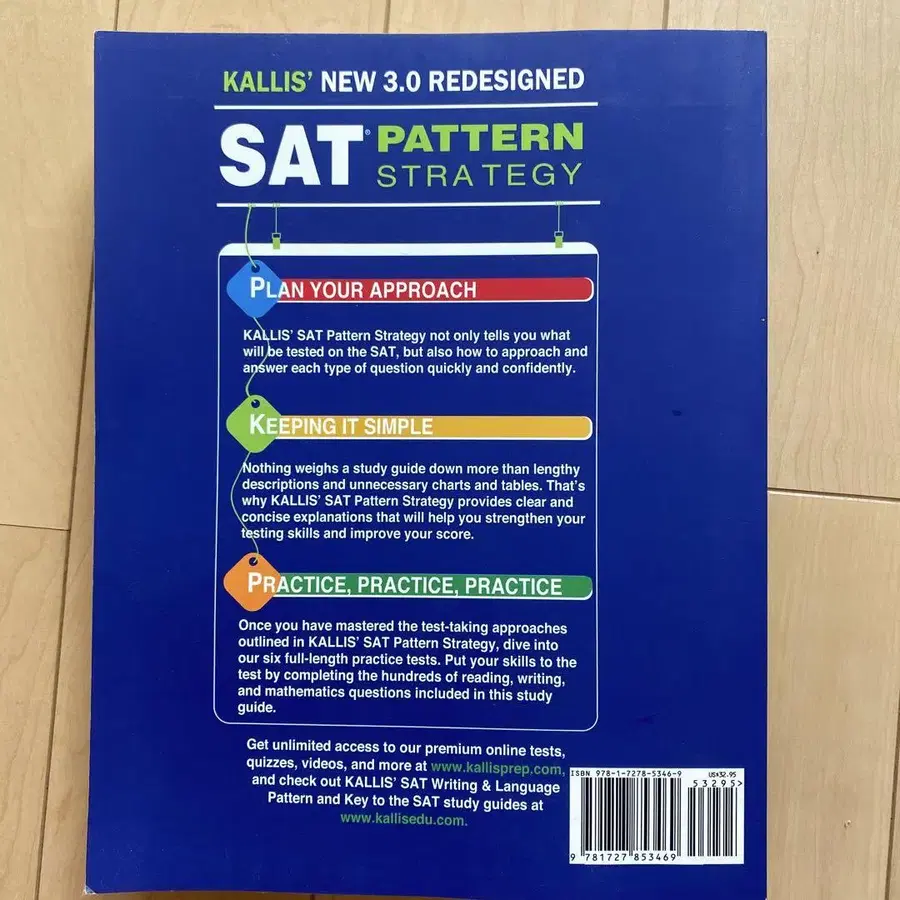 KALLIS' NEW 3.0 REDESIGNED
SAT® PATTERN
STRATEGY
PLAN YOUR APPROACH
KALLIS' SAT Pattern Strategy not only tells you what
will be tested on the SAT, but also how to approach and
answer each type of question quickly and confidently.
KEEPING IT SIMPLE
Nothing weighs a study guide down more than lengthy
descriptions and unnecessary charts and tables. That's
why KALLIS' SAT Pattern Strategy provides clear and
concise explanations that will help you strengthen your
testing skills and improve your score.
PRACTICE, PRACTICE, PRACTICE
Once you have mastered the test-taking approaches
outlined in KALLIS' SAT Pattern Strategy, dive into
our six full-length practice tests. Put your skills to the
test by completing the hundreds of reading, writing,
and mathematics questions included in this study
guide.
Get unlimited access to our premium online tests,
quizzes, videos, and more at www.kallisprep.com,
and check out KALLIS' SAT Writing & Language
Pattern and Key to the SAT study guides at
www.kallisedu.com.
ISBN 978-1-7278-5346-9
US$32.95
53295>
9 781727 853469